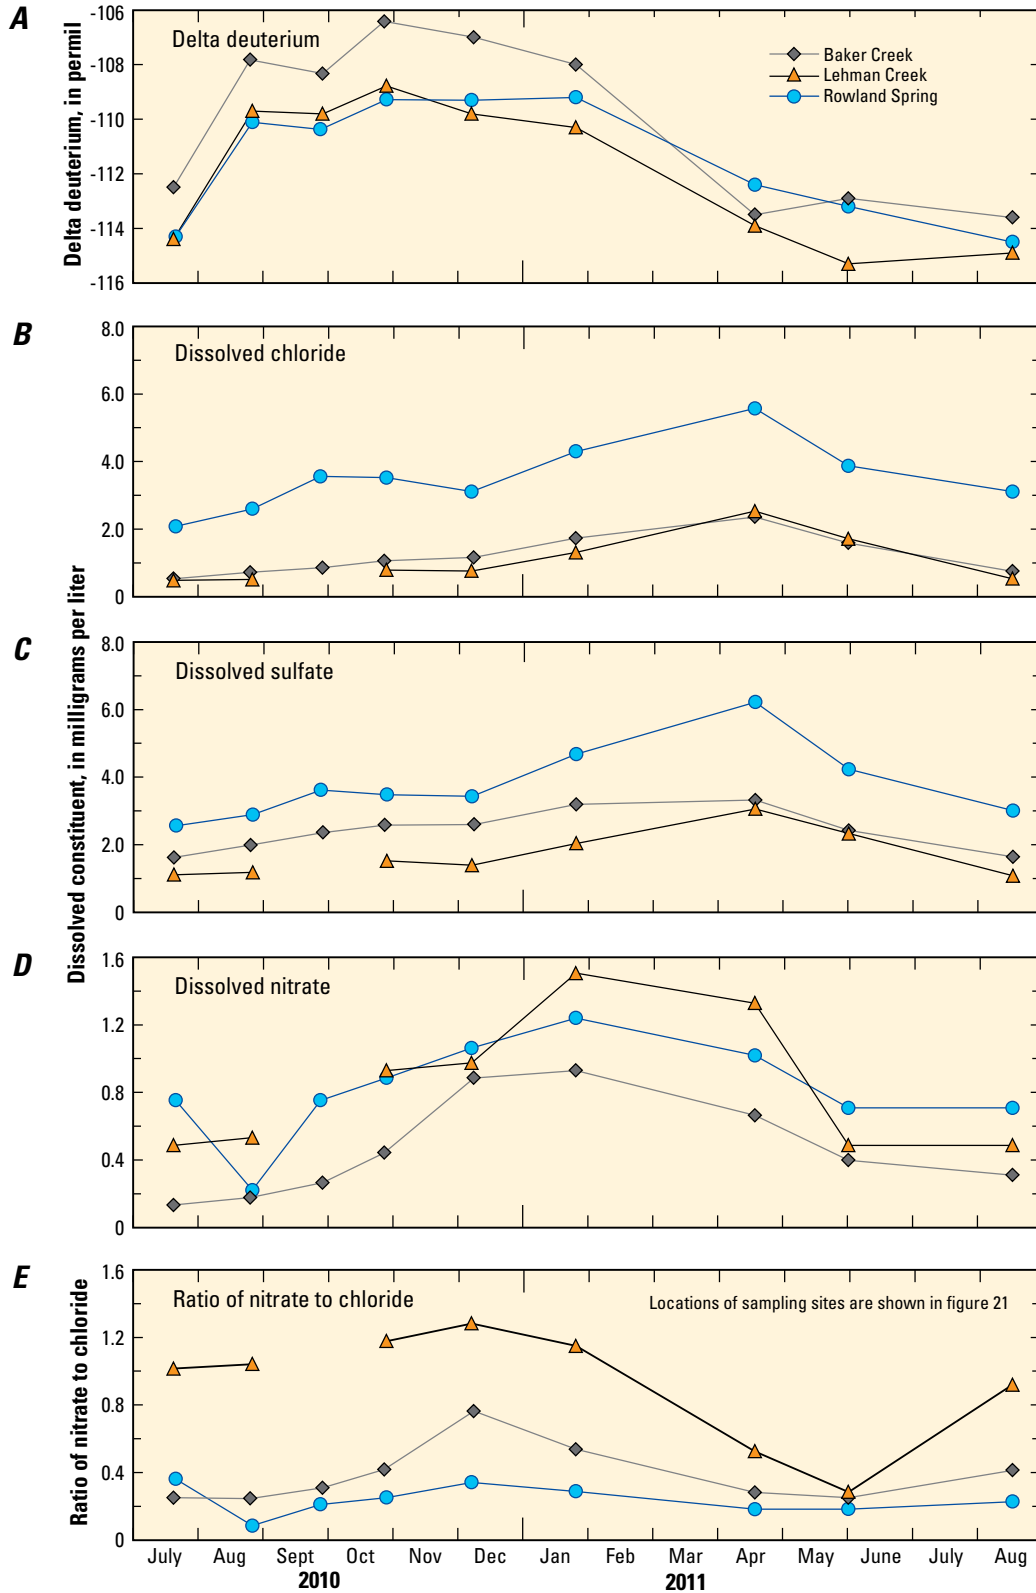 A
Delta deuterium, in permil
-106
-108
-110
-112
-114
-116
Delta deuterium
Baker Creek
Lehman Creek
Rowland Spring
Dissolved constituent, in milligrams per liter
B
8.0
6.0
4.0
2.0
0
Dissolved chloride
C
8.0
6.0
4.0
2.0
0
Dissolved sulfate
D
1.6
1.2
0.8
0.4
0
Dissolved nitrate
E
Ratio of nitrate to chloride
1.6
1.2
0.8
0.4
0
Ratio of nitrate to chloride
Locations of sampling sites are shown in figure 21
July Aug Sept Oct Nov Dec Jan Feb Mar Apr May June July Aug
2010 2011